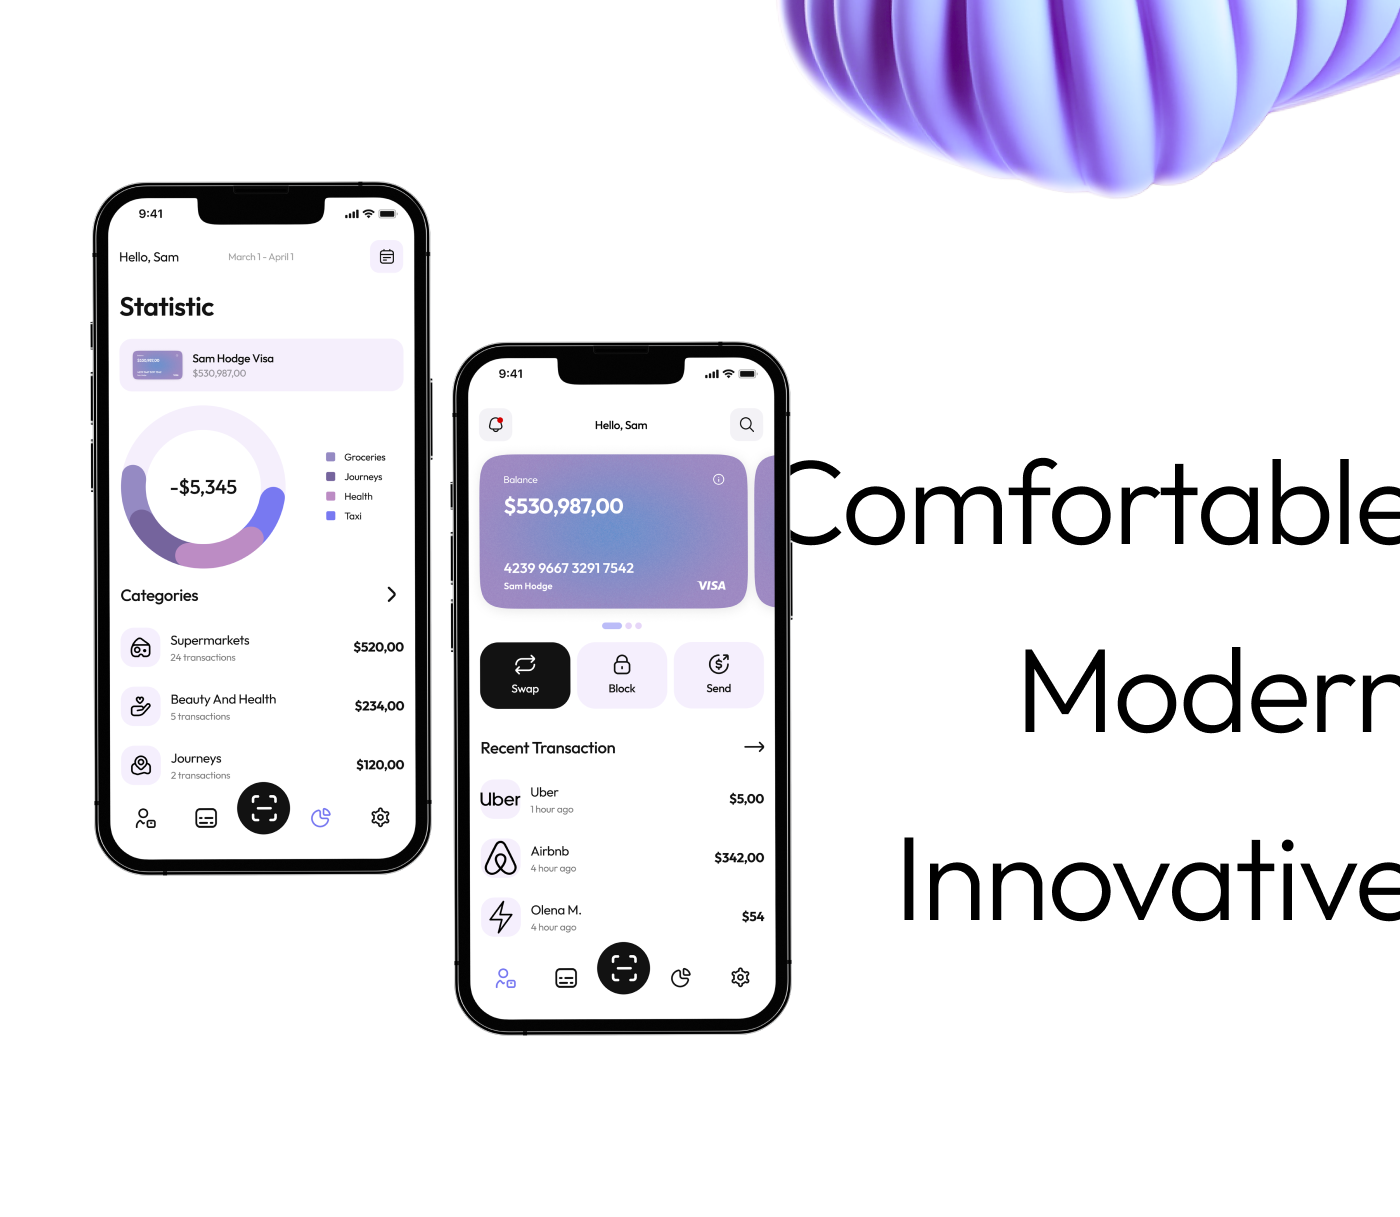 9:41
Hello, Sam
March 1 - April 1
Statistic
Sam Hodge Visa
$530,987,00
-$5,345
Groceries
Journeys
Health
Taxi
Categories
Supermarkets
24 transactions
$520,00
Beauty And Health
5 transactions
$234,00
Journeys
2 transactions
$120,00
9:41
Hello, Sam
Balance
$530,987,00
4239 9667 3291 7542
Sam Hodge
VISA
Swap
Block
Send
Recent Transaction
Uber
Uber
1 hour ago
$5,00
Airbnb
4 hour ago
$342,00
Olena M.
4 hour ago
$54
Comfortable
Modern
Innovative